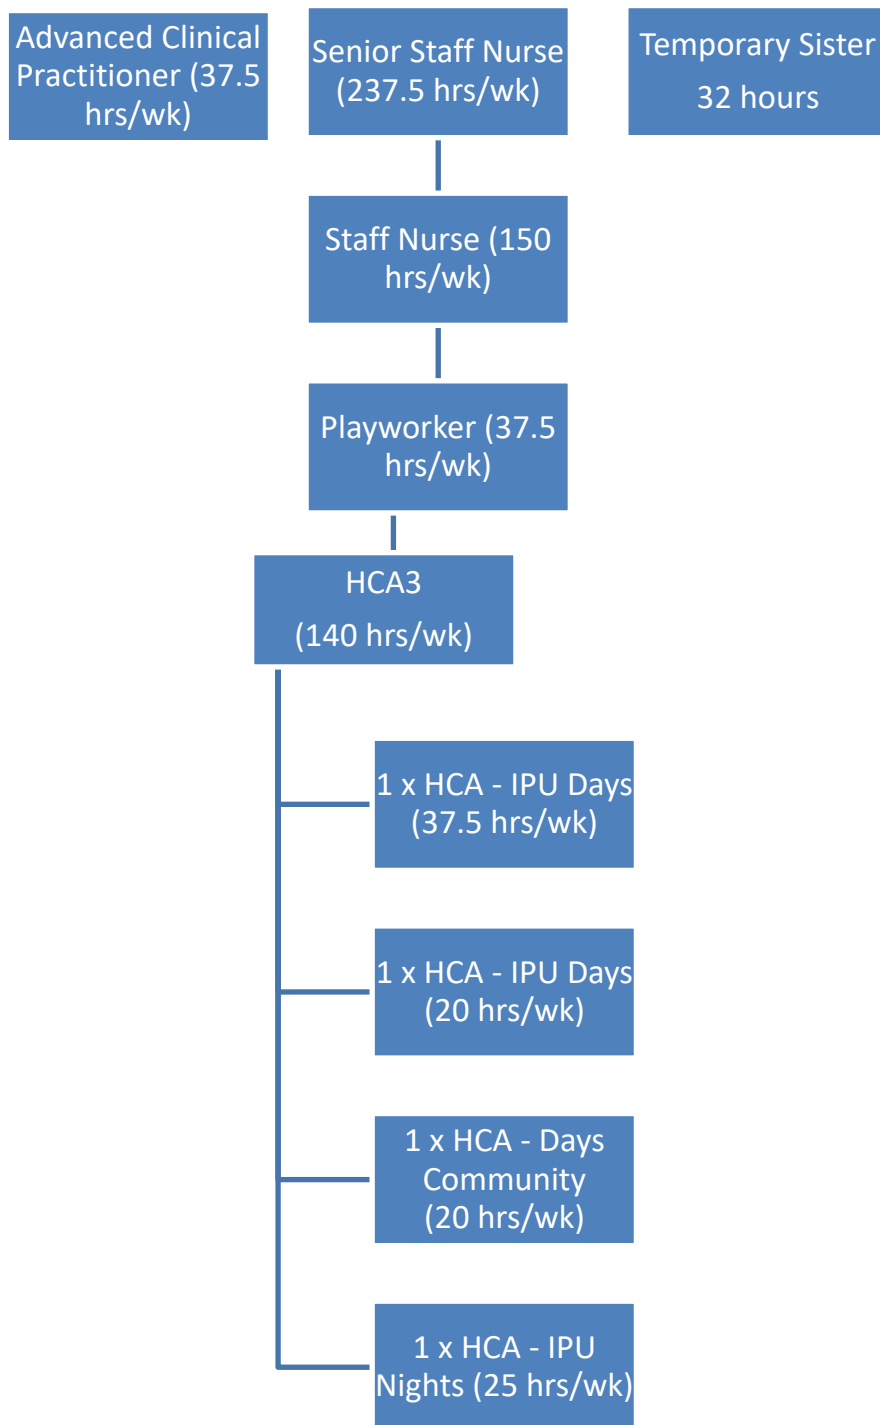 Advanced Clinical
Practitioner (37.5
hrs/wk)
Senior Staff Nurse
(237.5 hrs/wk)
Temporary Sister
32 hours
Staff Nurse (150
hrs/wk)
Playworker (37.5
hrs/wk)
HCA3
(140 hrs/wk)
1 x HCA - IPU Days
(37.5 hrs/wk)
1 x HCA - IPU Days
(20 hrs/wk)
1 x HCA - Days
Community
(20 hrs/wk)
1 x HCA - IPU
Nights (25 hrs/wk)